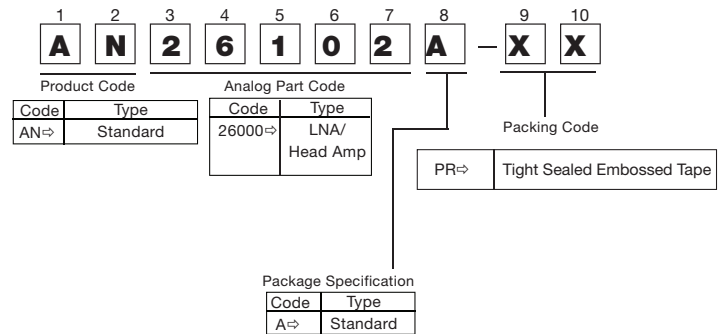 1 2 3 4 5 6 7 8 9 10
A N 2 6 1 0 2 A – X X
Product Code
Code Type
AN⇨ Standard
Analog Part Code
Code Type
26000⇨ LNA/
Head Amp
Packing Code
PR⇨ Tight Sealed Embossed Tape
Package Specification
Code Type
A⇨ Standard